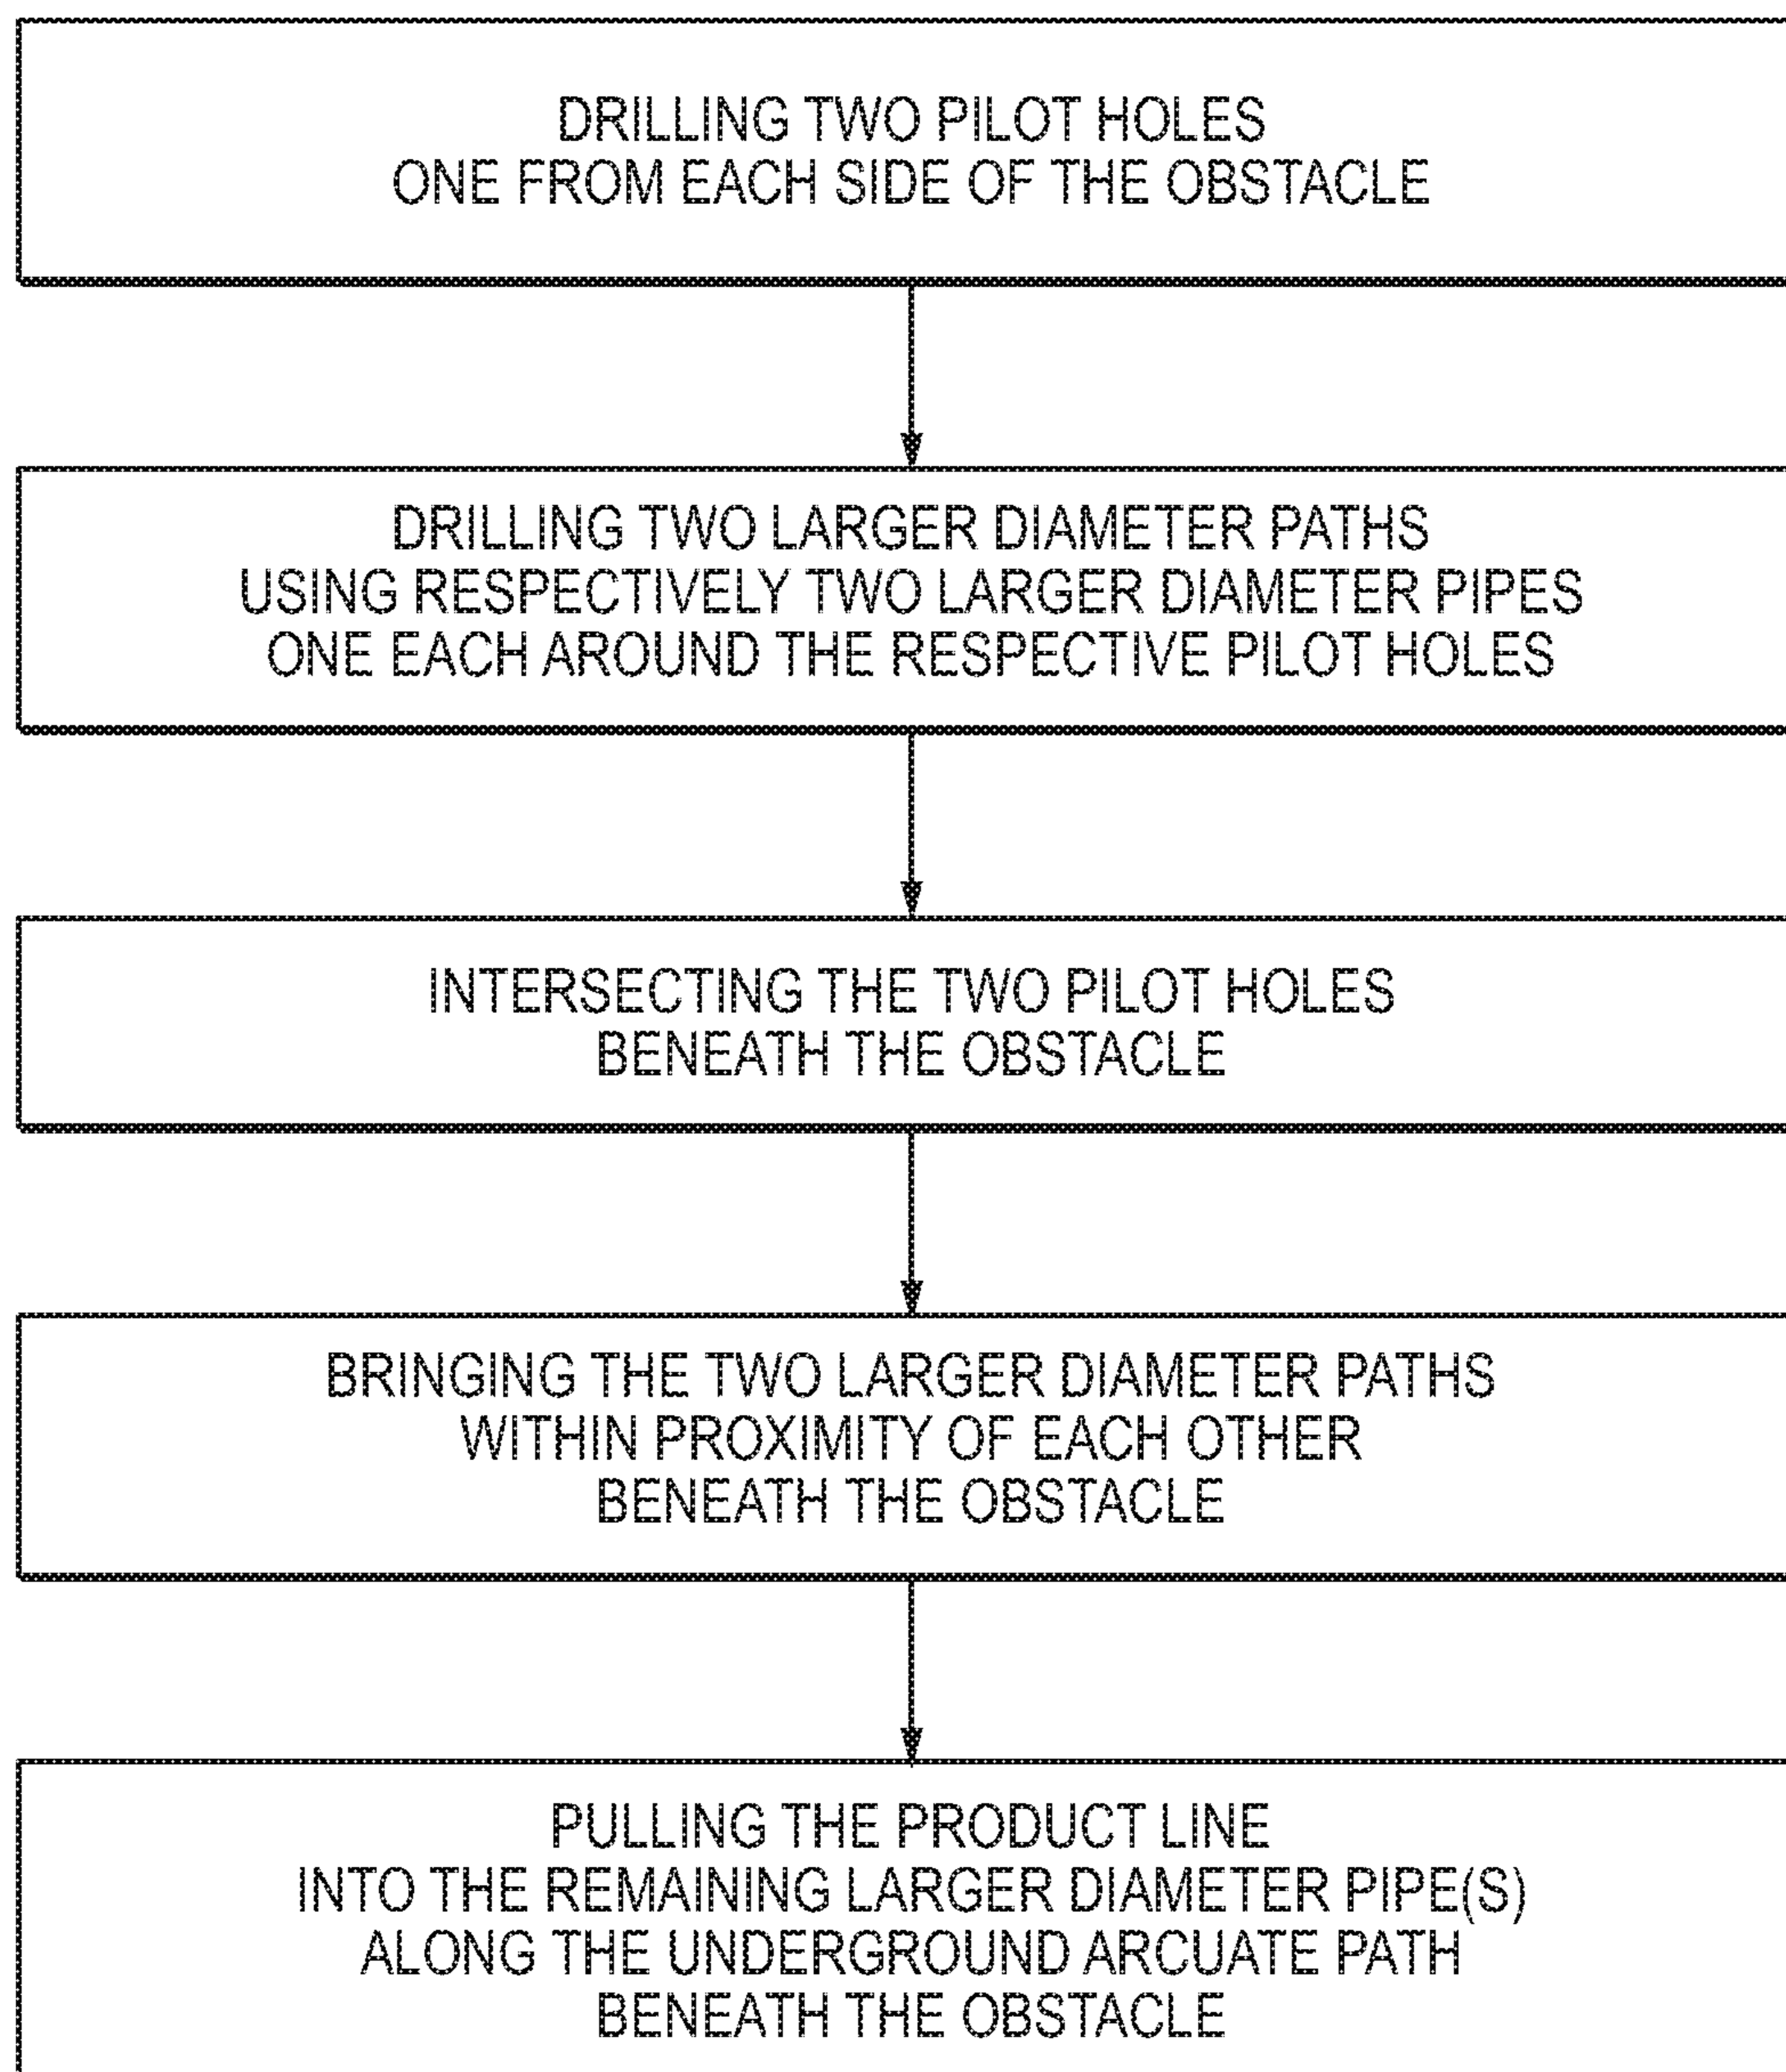 DRILLING TWO PILOT HOLES
ONE FROM EACH SIDE OF THE OBSTACLE
DRILLING TWO LARGER DIAMETER PATHS
USING RESPECTIVELY TWO LARGER DIAMETER PIPES
ONE EACH AROUND THE RESPECTIVE PILOT HOLES
INTERSECTING THE TWO PILOT HOLES
BENEATH THE OBSTACLE
BRINGING THE TWO LARGER DIAMETER PATHS
WITHIN PROXIMITY OF EACH OTHER
BENEATH THE OBSTACLE
PULLING THE PRODUCT LINE
INTO THE REMAINING LARGER DIAMETER PIPE(S)
ALONG THE UNDERGROUND ARCUATE PATH
BENEATH THE OBSTACLE